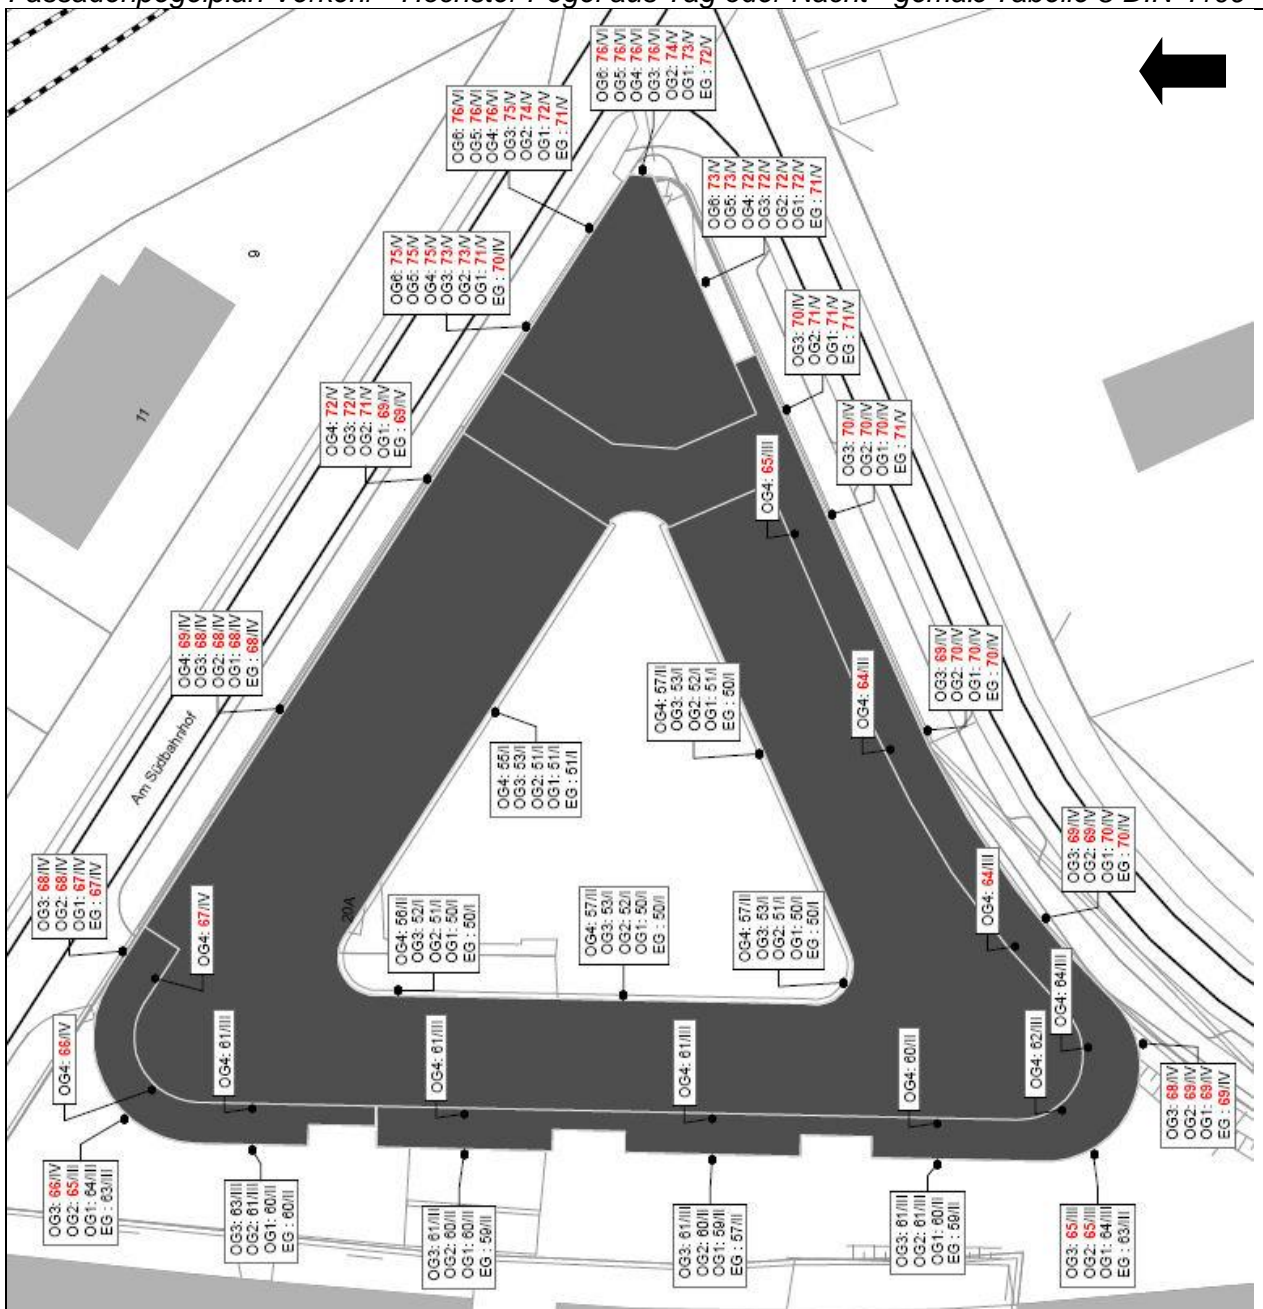 OG6: 76/VI
OG5: 76/VI
OG4: 76/VI
OG3: 76/VI
OG2: 74/V
OG1: 73/V
EG : 72/V
OG6: 76/VI
OG5: 76/VI
OG4: 76/VI
OG3: 75/V
OG2: 74/V
OG1: 72/V
EG : 71/V
OG6: 73/V
OG5: 73/V
OG4: 72/V
OG3: 72/V
OG2: 72/V
OG1: 72/V
EG : 71/V
OG6: 75/V
OG5: 75/V
OG4: 75/V
OG3: 73/V
OG2: 73/V
OG1: 71/V
EG : 70/IV
9
OG3: 70/IV
OG2: 71/V
OG1: 71/V
EG : 71/V
11
OG4: 72/V
OG3: 72/V
OG2: 71/V
OG1: 69/IV
EG : 69/IV
OG3: 70/IV
OG2: 70/IV
OG1: 70/IV
EG : 71/V
OG4: 65/III
OG4: 69/IV
OG3: 68/IV
OG2: 68/IV
OG1: 68/IV
EG : 68/IV
OG3: 69/IV
OG2: 70/IV
OG1: 70/IV
EG : 70/IV
OG4: 64/III
OG4: 57/II
OG3: 53/I
OG2: 52/I
OG1: 51/I
EG : 50/I
Am Südbahnhof
OG4: 55/I
OG3: 53/I
OG2: 51/I
OG1: 51/I
EG : 51/I
OG3: 69/IV
OG2: 69/IV
OG1: 70/IV
EG : 70/IV
OG3: 68/IV
OG2: 68/IV
OG1: 67/IV
EG : 67/IV
OG4: 67/IV
20A
OG4: 56/II
OG3: 52/I
OG2: 51/I
OG1: 50/I
EG : 50/I
OG4: 57/II
OG3: 53/I
OG2: 52/I
OG1: 50/I
EG : 50/I
OG4: 57/II
OG3: 53/I
OG2: 51/I
OG1: 50/I
EG : 50/I
OG4: 64/III
OG4: 64/III
OG4: 66/IV
OG4: 61/III
OG4: 61/III
OG4: 61/III
OG4: 60/II
OG4: 62/III
OG3: 68/IV
OG2: 69/IV
OG1: 69/IV
EG : 69/IV
OG3: 66/IV
OG2: 65/III
OG1: 64/III
EG : 63/III
OG3: 63/III
OG2: 61/III
OG1: 60/II
EG : 60/II
OG3: 61/III
OG2: 60/II
OG1: 60/II
EG : 59/II
OG3: 61/III
OG2: 60/II
OG1: 59/II
EG : 57/II
OG3: 61/III
OG2: 61/III
OG1: 60/II
EG : 59/II
OG3: 65/III
OG2: 65/III
OG1: 64/III
EG : 63/III